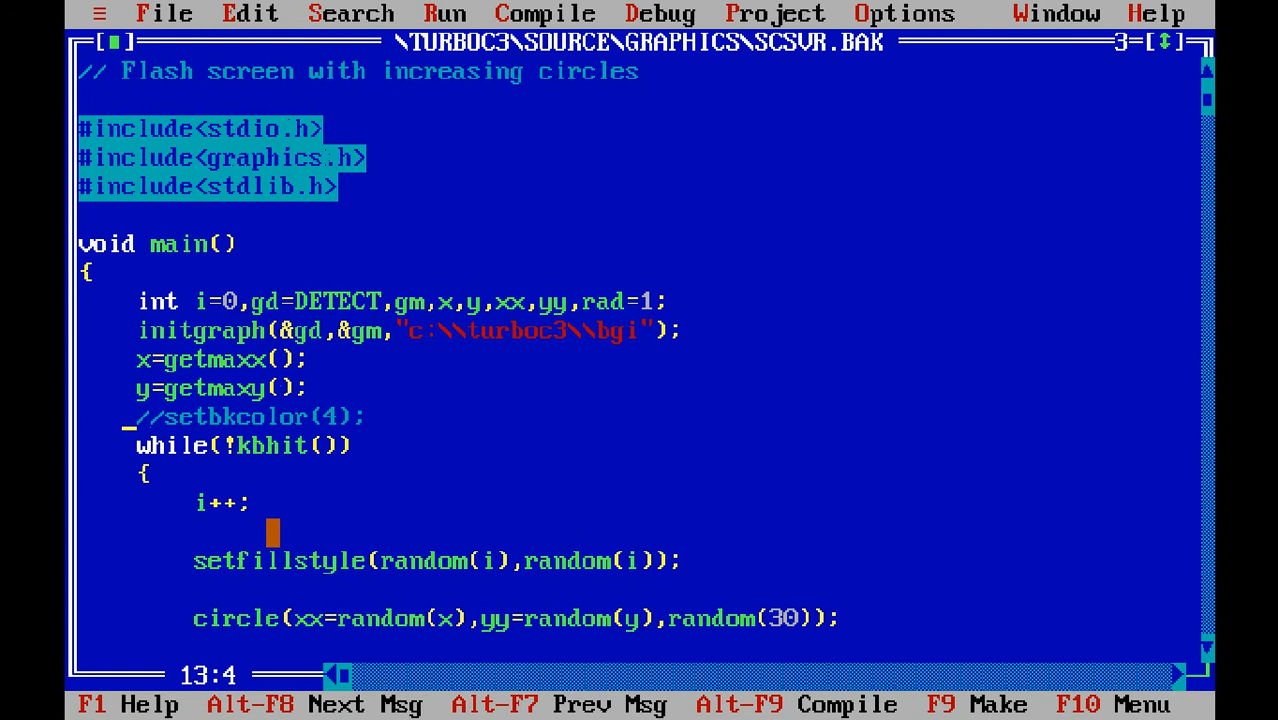 ≡ File Edit Search Run Compile Debug Project Options Window Help
[■] \TURBOC3\SOURCE\GRAPHICS\SCSVR.BAK 3=[↕]
// Flash screen with increasing circles
#include<stdio.h>
#include<graphics.h>
#include<stdlib.h>
void main()
{
int i=0,gd=DETECT,gm,x,y,xx,yy,rad=1;
initgraph(&gd,&gm,"c:\\turboc3\\bgi");
x=getmaxx();
y=getmaxy();
//setbkcolor(4);
while(!kbhit())
{
i++;
setfillstyle(random(i),random(i));
circle(xx=random(x),yy=random(y),random(30));
13:4
F1 Help Alt-F8 Next Msg Alt-F7 Prev Msg Alt-F9 Compile F9 Make F10 Menu